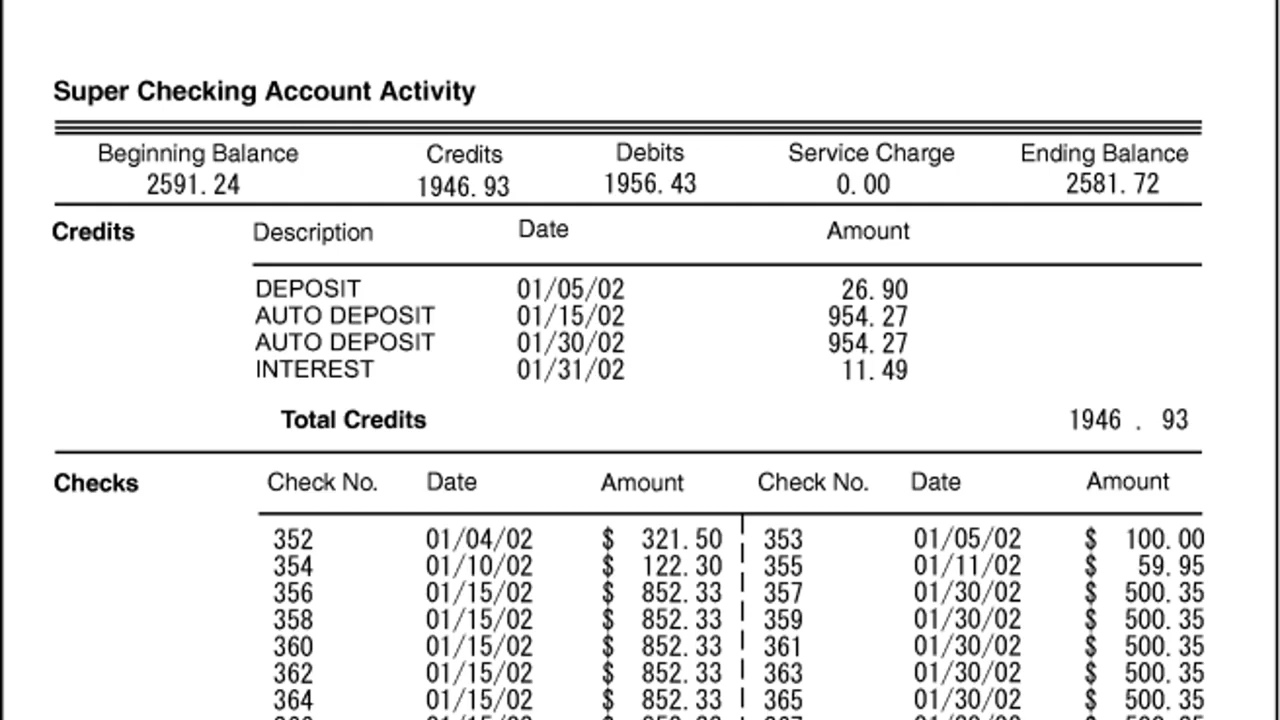 Super Checking Account Activity
Beginning Balance Credits Debits Service Charge Ending Balance
2591.24 1946.93 1956.43 0.00 2581.72
Credits Description Date Amount
DEPOSIT 01/05/02 26.90
AUTO DEPOSIT 01/15/02 954.27
AUTO DEPOSIT 01/30/02 954.27
INTEREST 01/31/02 11.49
Total Credits 1946 . 93
Checks Check No. Date Amount Check No. Date Amount
352 01/04/02 $ 321.50 353 01/05/02 $ 100.00
354 01/10/02 $ 122.30 355 01/11/02 $ 59.95
356 01/15/02 $ 852.33 357 01/30/02 $ 500.35
358 01/15/02 $ 852.33 359 01/30/02 $ 500.35
360 01/15/02 $ 852.33 361 01/30/02 $ 500.35
362 01/15/02 $ 852.33 363 01/30/02 $ 500.35
364 01/15/02 $ 852.33 365 01/30/02 $ 500.35